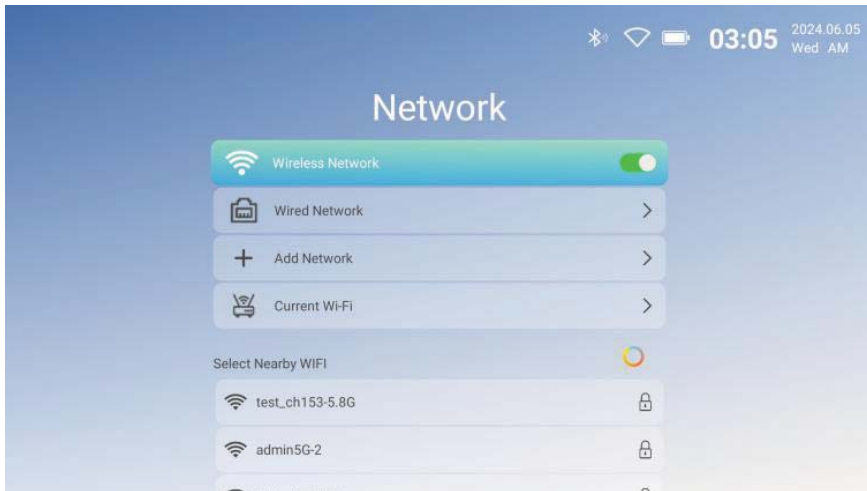 03:05
2024.06.05
Wed AM
Network
Wireless Network
Wired Network
Add Network
Current Wi-Fi
Select Nearby WIFI
test_ch153-5.8G
admin5G-2